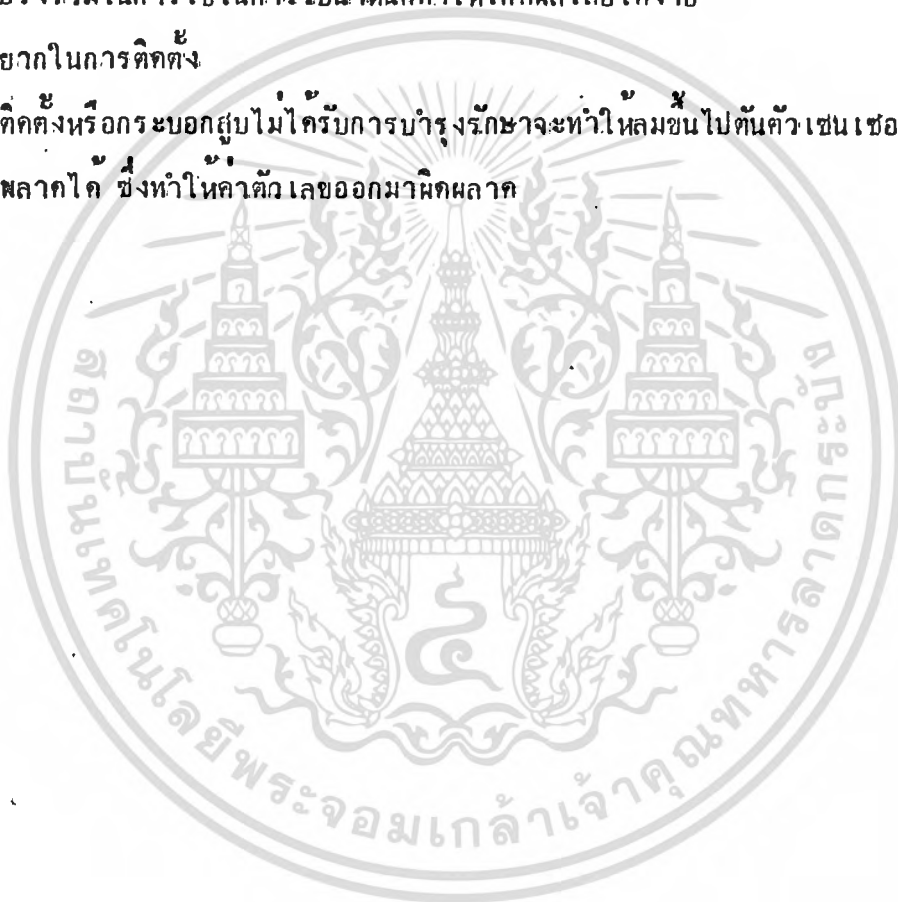 ยากในการติดตั้ง
ติดตั้งหรือกระบอกสูบไม่ได้รับการบำรุงรักษาจะทำให้ลมขึ้นไปดันตัวเซนเซอ
พลาดได้ ซึ่งทำให้ค่าตัวเลขออกมาผิดพลาด
สถาบันเทคโนโลยีพระจอมเกล้าเจ้าคุณทหารลาดกระบัง
๔